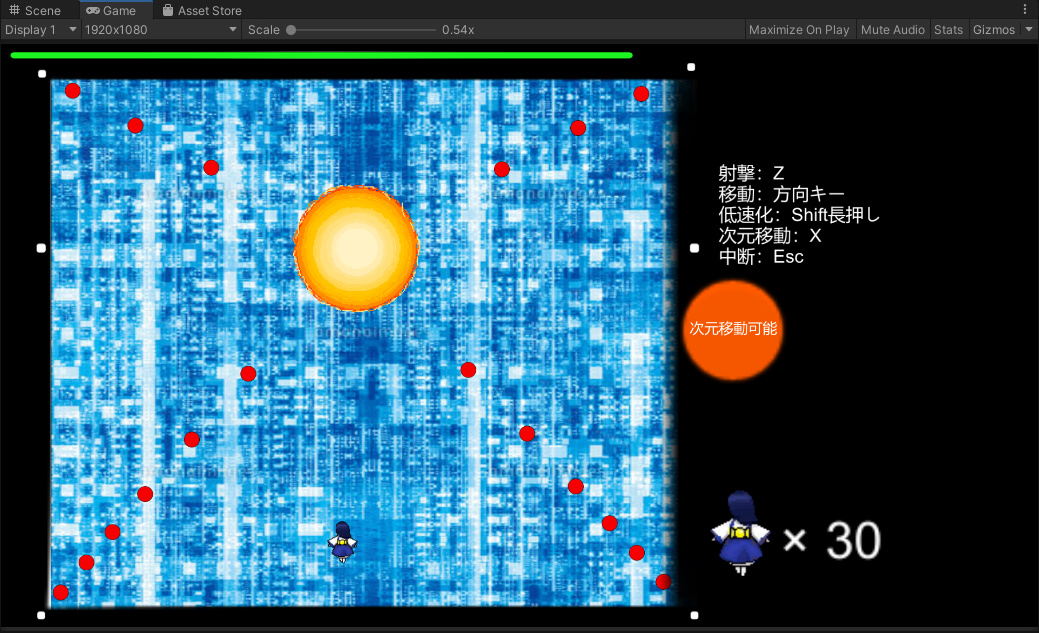 Scene Game Asset Store
Display 1 1920x1080 Scale 0.54x Maximize On Play Mute Audio Stats Gizmos
射撃：Z
移動：方向キー
低速化：Shift長押し
次元移動：X
中断：Esc
次元移動可能
× 30